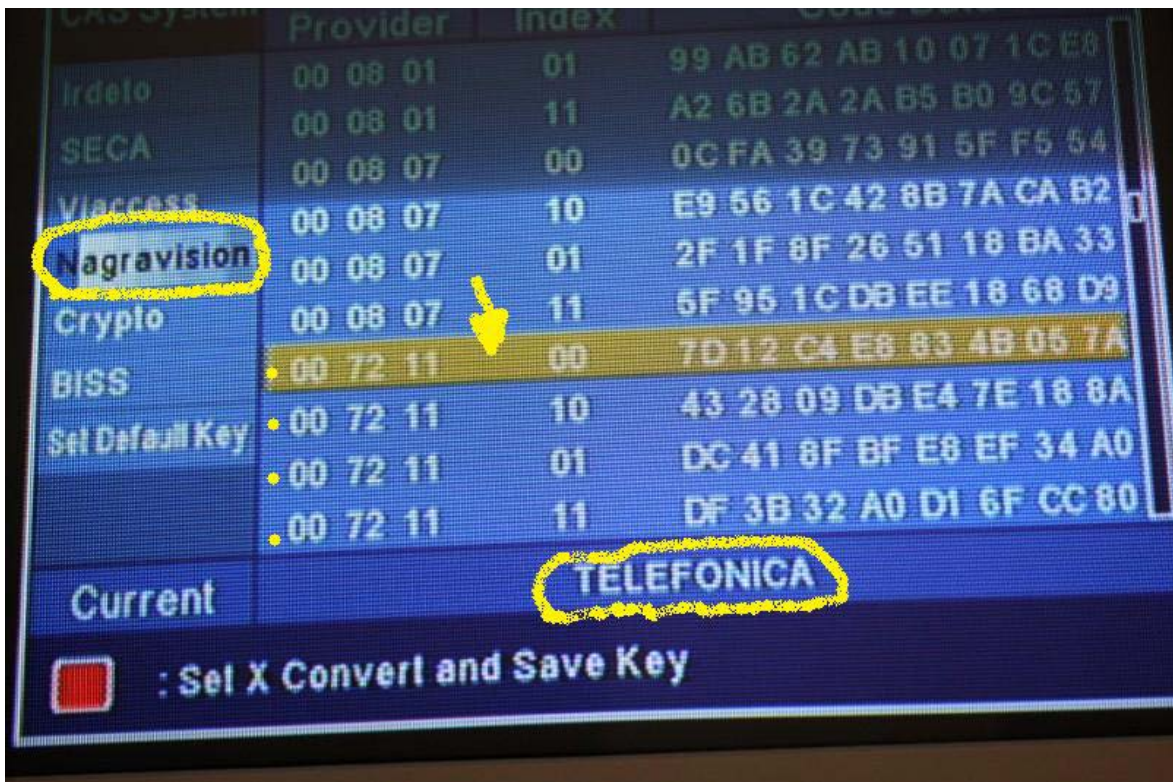 CAS System Provider Index Code Data
Irdeto 00 08 01 01 99 AB 62 AB 10 07 1C E8
SECA 00 08 01 11 A2 6B 2A 2A B5 B0 9C 57
Viaccess 00 08 07 00 0C FA 39 73 91 5F F5 54
Nagravision 00 08 07 10 E9 56 1C 42 8B 7A CA B2
Crypto 00 08 07 01 2F 1F 8F 26 51 18 BA 33
BISS 00 08 07 11 5F 95 1C DB EE 18 68 D9
Set Default Key 00 72 11 00 7D 12 C4 E8 83 4B 05 7A
00 72 11 10 43 28 09 DB E4 7E 18 8A
00 72 11 01 DC 41 8F BF E8 EF 34 A0
00 72 11 11 DF 3B 32 A0 D1 6F CC 80
Current TELEFONICA
: Set X Convert and Save Key